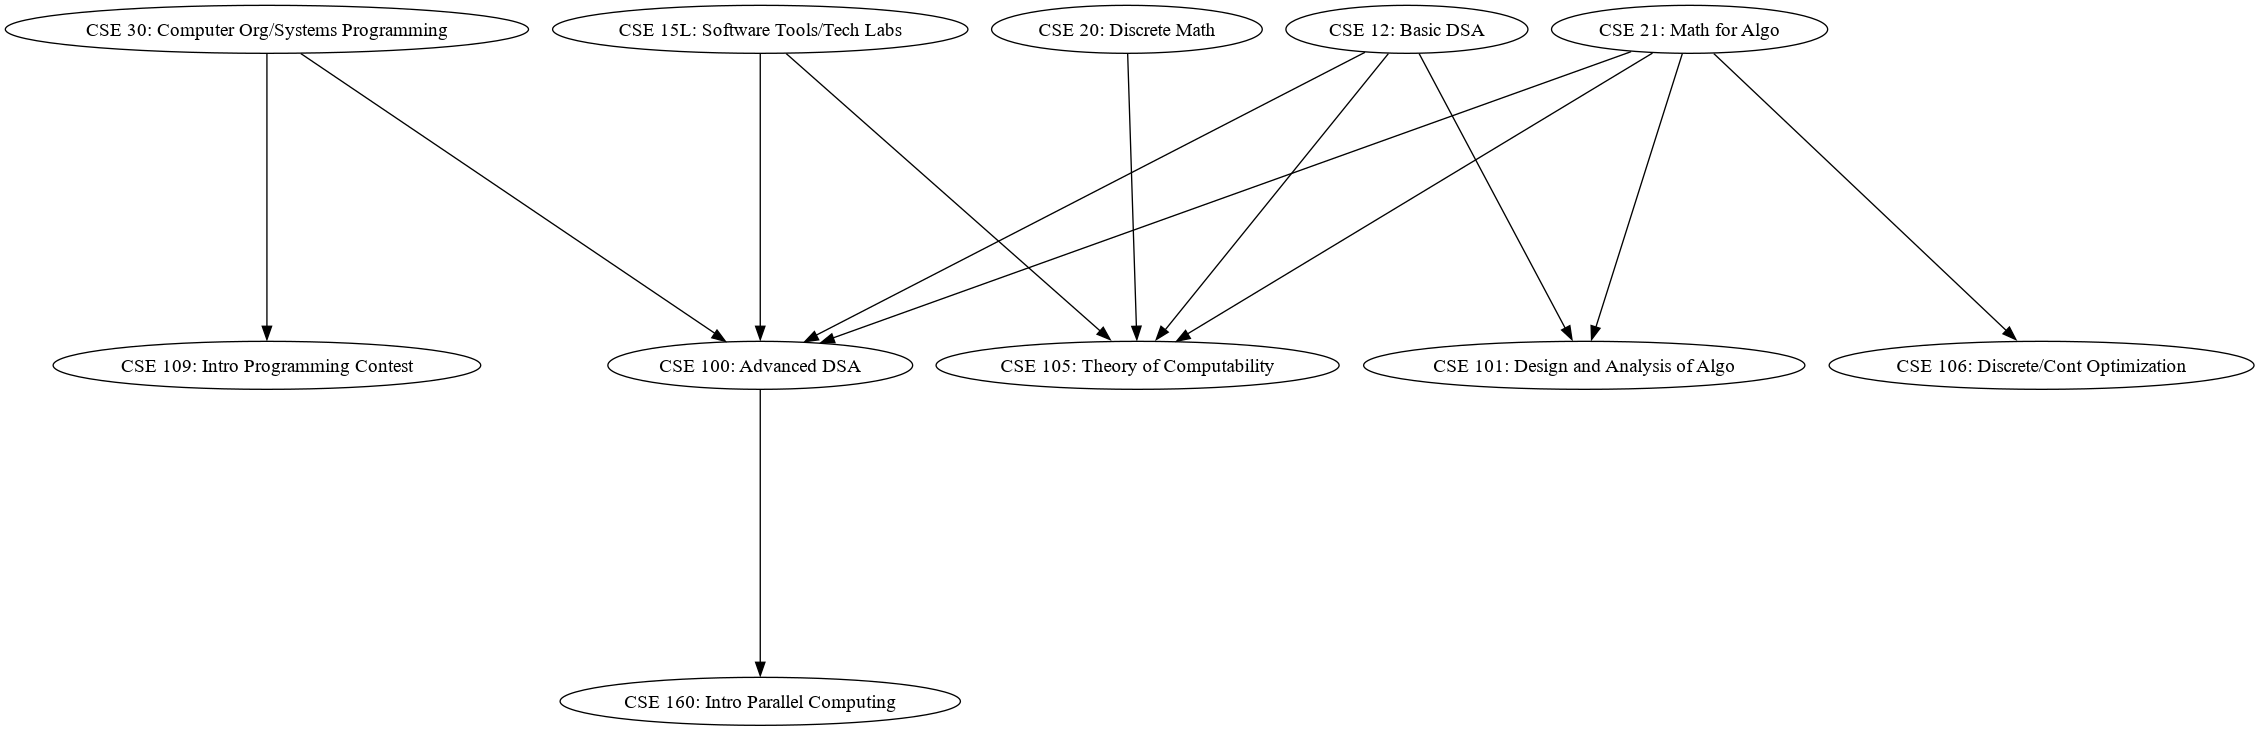 CSE 30: Computer Org/Systems Programming
CSE 15L: Software Tools/Tech Labs
CSE 20: Discrete Math
CSE 12: Basic DSA
CSE 21: Math for Algo
CSE 109: Intro Programming Contest
CSE 100: Advanced DSA
CSE 105: Theory of Computability
CSE 101: Design and Analysis of Algo
CSE 106: Discrete/Cont Optimization
CSE 160: Intro Parallel Computing